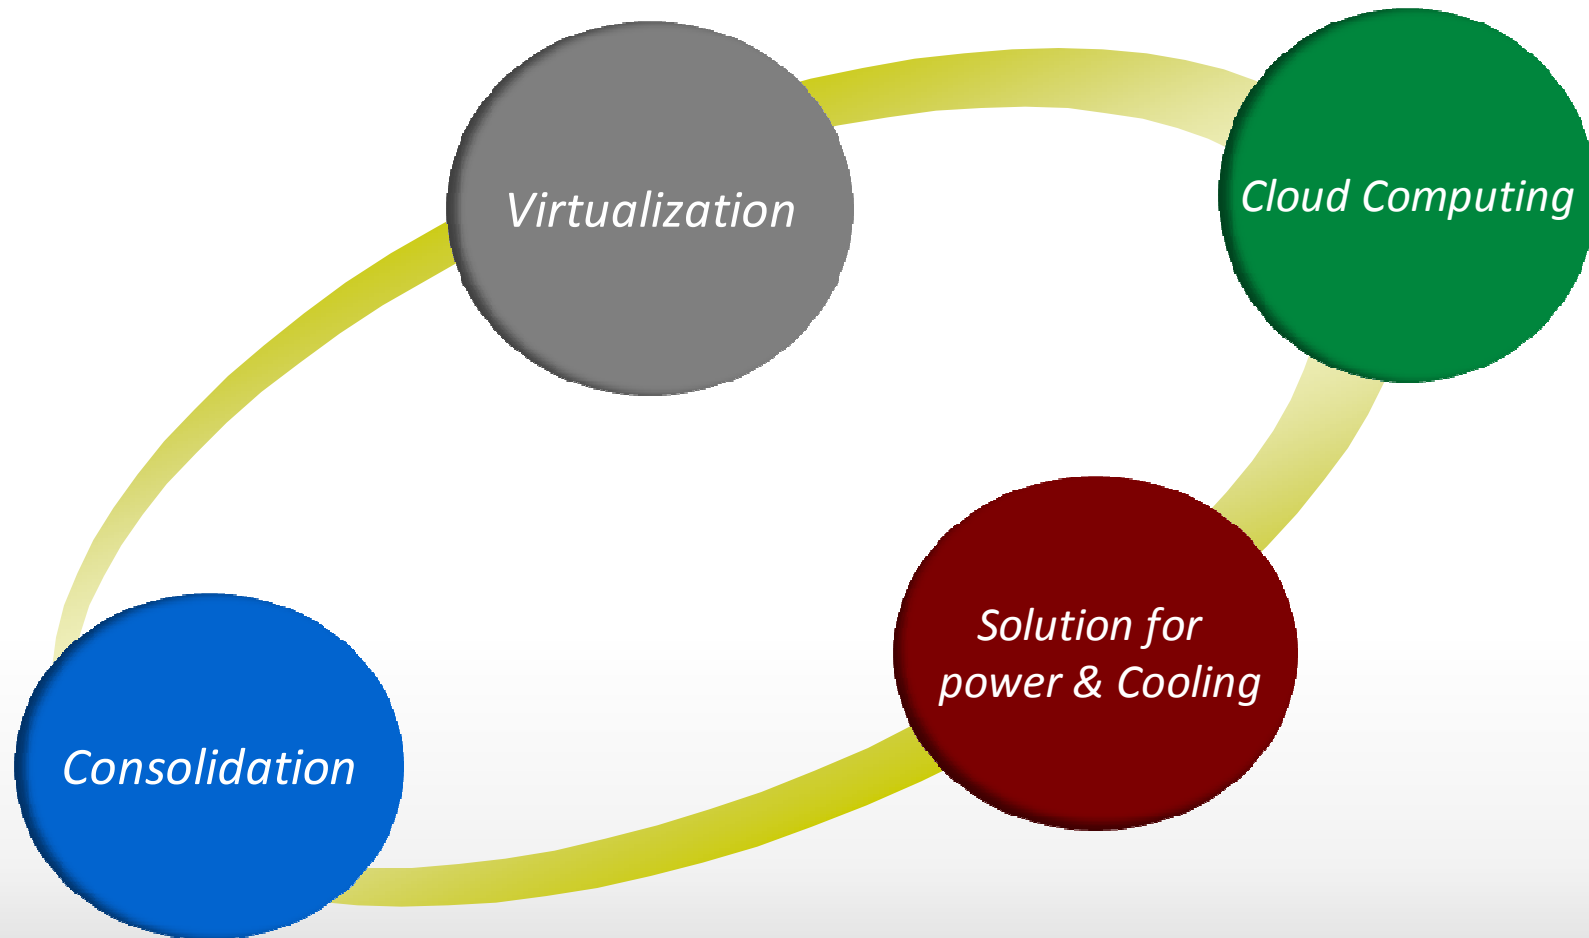 Virtualization
Cloud Computing
Solution for
power & Cooling
Consolidation